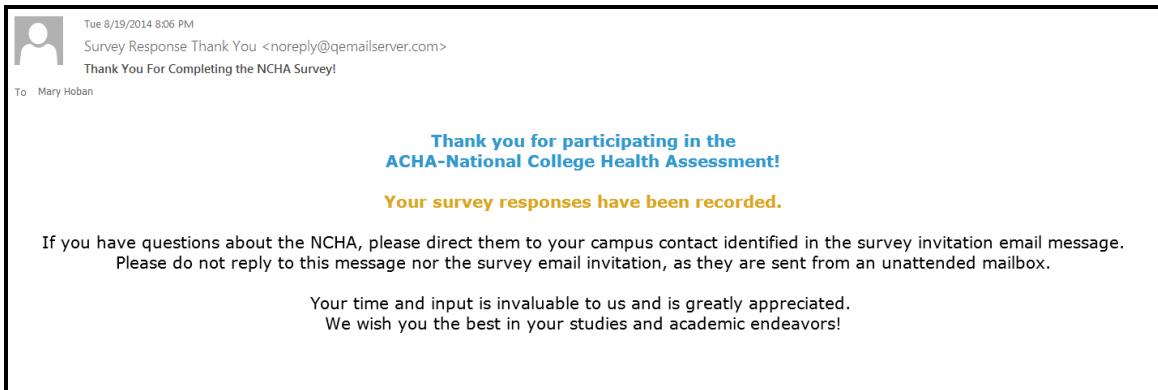 Tue 8/19/2014 8:06 PM
Survey Response Thank You <noreply@qemailserver.com>
Thank You For Completing the NCHA Survey!
To Mary Hoban
Thank you for participating in the
ACHA-National College Health Assessment!
Your survey responses have been recorded.
If you have questions about the NCHA, please direct them to your campus contact identified in the survey invitation email message.
Please do not reply to this message nor the survey email invitation, as they are sent from an unattended mailbox.
Your time and input is invaluable to us and is greatly appreciated.
We wish you the best in your studies and academic endeavors!